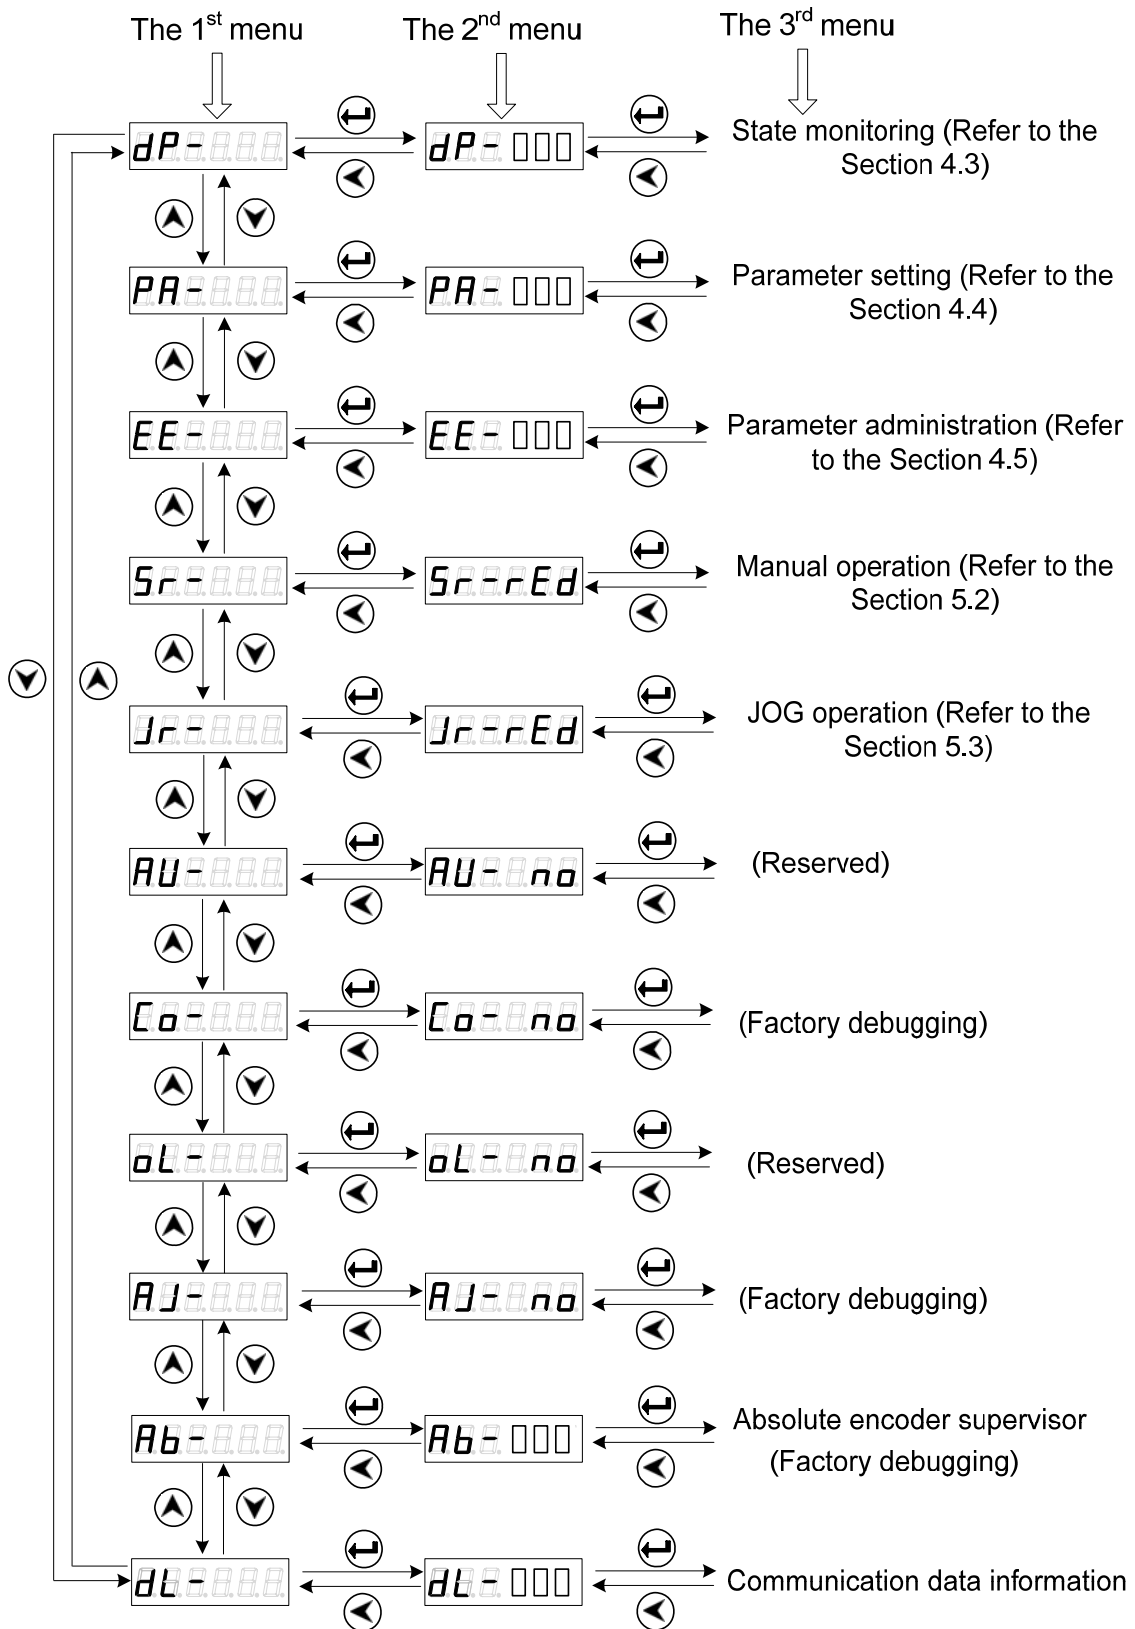 The 1st menu The 2nd menu The 3rd menu
dP- dP- State monitoring (Refer to the
Section 4.3)
PA- PA- Parameter setting (Refer to the
Section 4.4)
EE- EE- Parameter administration (Refer
to the Section 4.5)
Sr- Sr-rEd Manual operation (Refer to the
Section 5.2)
Jr- Jr-rEd JOG operation (Refer to the
Section 5.3)
AU- AU- no (Reserved)
Co- Co- no (Factory debugging)
oL- oL- no (Reserved)
AJ- AJ- no (Factory debugging)
Ab- Ab- Absolute encoder supervisor
(Factory debugging)
dL- dL- Communication data information